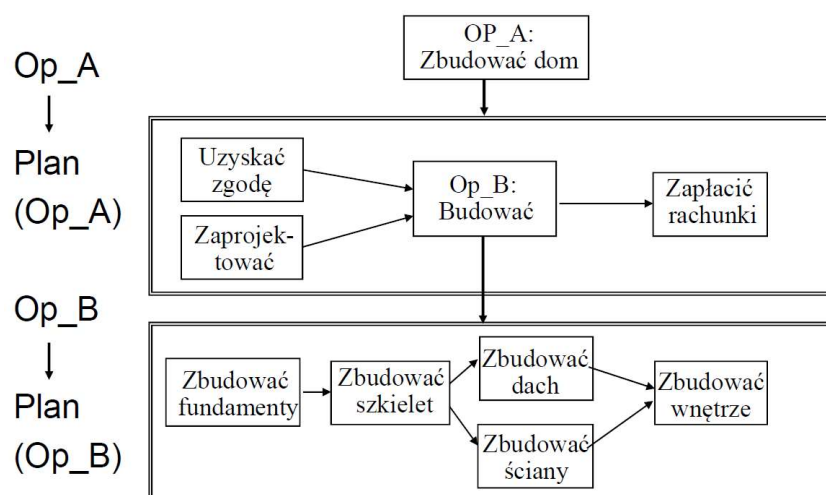 Op_A
Plan
(Op_A)
Op_B
Plan
(Op_B)
OP_A:
Zbudować dom
Uzyskać
zgodę
Zaprojek-
tować
Op_B:
Budować
Zapłacić
rachunki
Zbudować
fundamenty
Zbudować
szkielet
Zbudować
dach
Zbudować
ściany
Zbudować
wnętrze